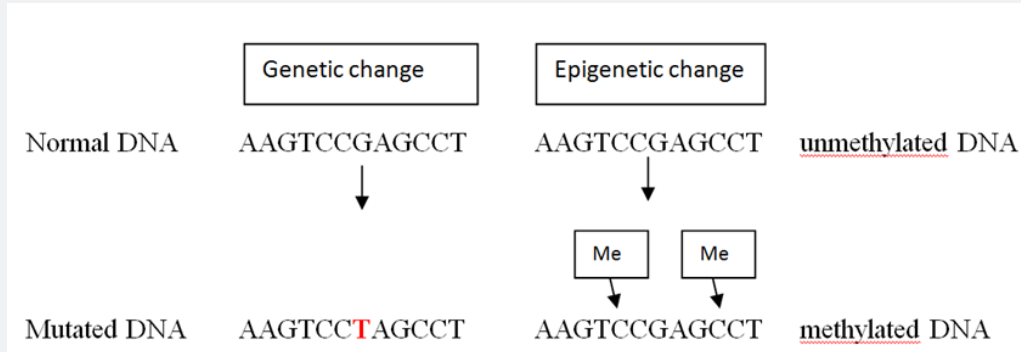 Genetic change Epigenetic change
Normal DNA AAGTCCGAGCCT AAGTCCGAGCCT unmethylated DNA
Me Me
Mutated DNA AAGTCCTAGCCT AAGTCCGAGCCT methylated DNA